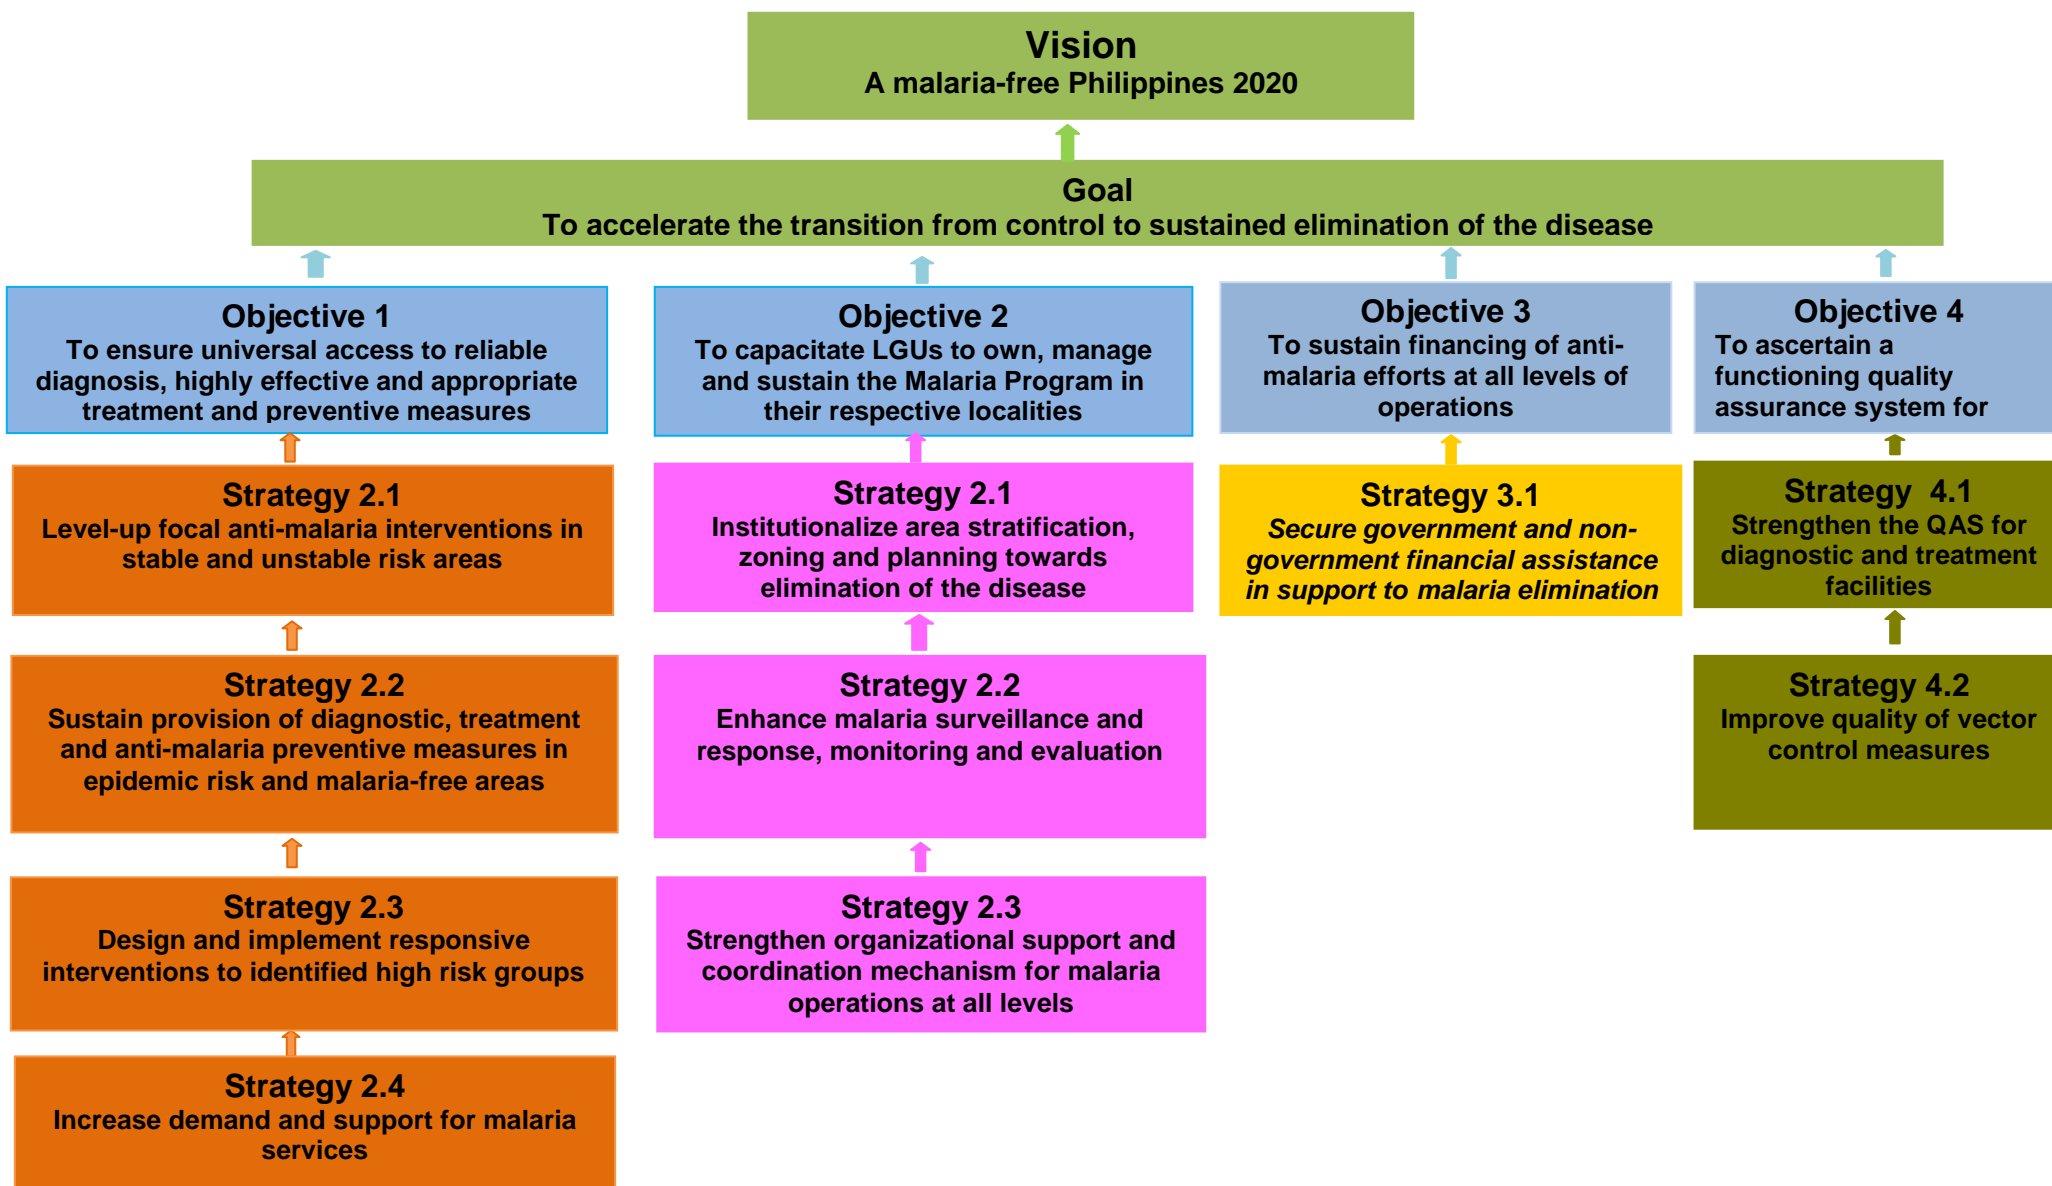 Vision
A malaria-free Philippines 2020
Goal
To accelerate the transition from control to sustained elimination of the disease
Objective 1
To ensure universal access to reliable
diagnosis, highly effective and appropriate
treatment and preventive measures
Strategy 2.1
Level-up focal anti-malaria interventions in
stable and unstable risk areas
Strategy 2.2
Sustain provision of diagnostic, treatment
and anti-malaria preventive measures in
epidemic risk and malaria-free areas
Strategy 2.3
Design and implement responsive
interventions to identified high risk groups
Strategy 2.4
Increase demand and support for malaria
services
Objective 2
To capacitate LGUs to own, manage
and sustain the Malaria Program in
their respective localities
Strategy 2.1
Institutionalize area stratification,
zoning and planning towards
elimination of the disease
Strategy 2.2
Enhance malaria surveillance and
response, monitoring and evaluation
Strategy 2.3
Strengthen organizational support and
coordination mechanism for malaria
operations at all levels
Objective 3
To sustain financing of anti-
malaria efforts at all levels of
operations
Strategy 3.1
Secure government and non-
government financial assistance
in support to malaria elimination
Objective 4
To ascertain a
functioning quality
assurance system for
Strategy 4.1
Strengthen the QAS for
diagnostic and treatment
facilities
Strategy 4.2
Improve quality of vector
control measures